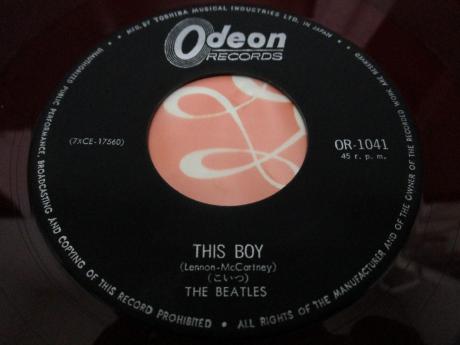 MFG. BY TOSHIBA MUSICAL INDUSTRIES LTD. IN JAPAN
Odeon
RECORDS
(7XCE-17560)
OR-1041
45 r. p. m.
THIS BOY
(Lennon-McCartney)
(こいつ)
THE BEATLES
UNAUTHORIZED PUBLIC PERFORMANCE, BROADCASTING AND COPYING OF THIS RECORD PROHIBITED • ALL RIGHTS OF THE MANUFACTURER AND OF THE OWNER OF THE RECORDED WORK ARE RESERVED